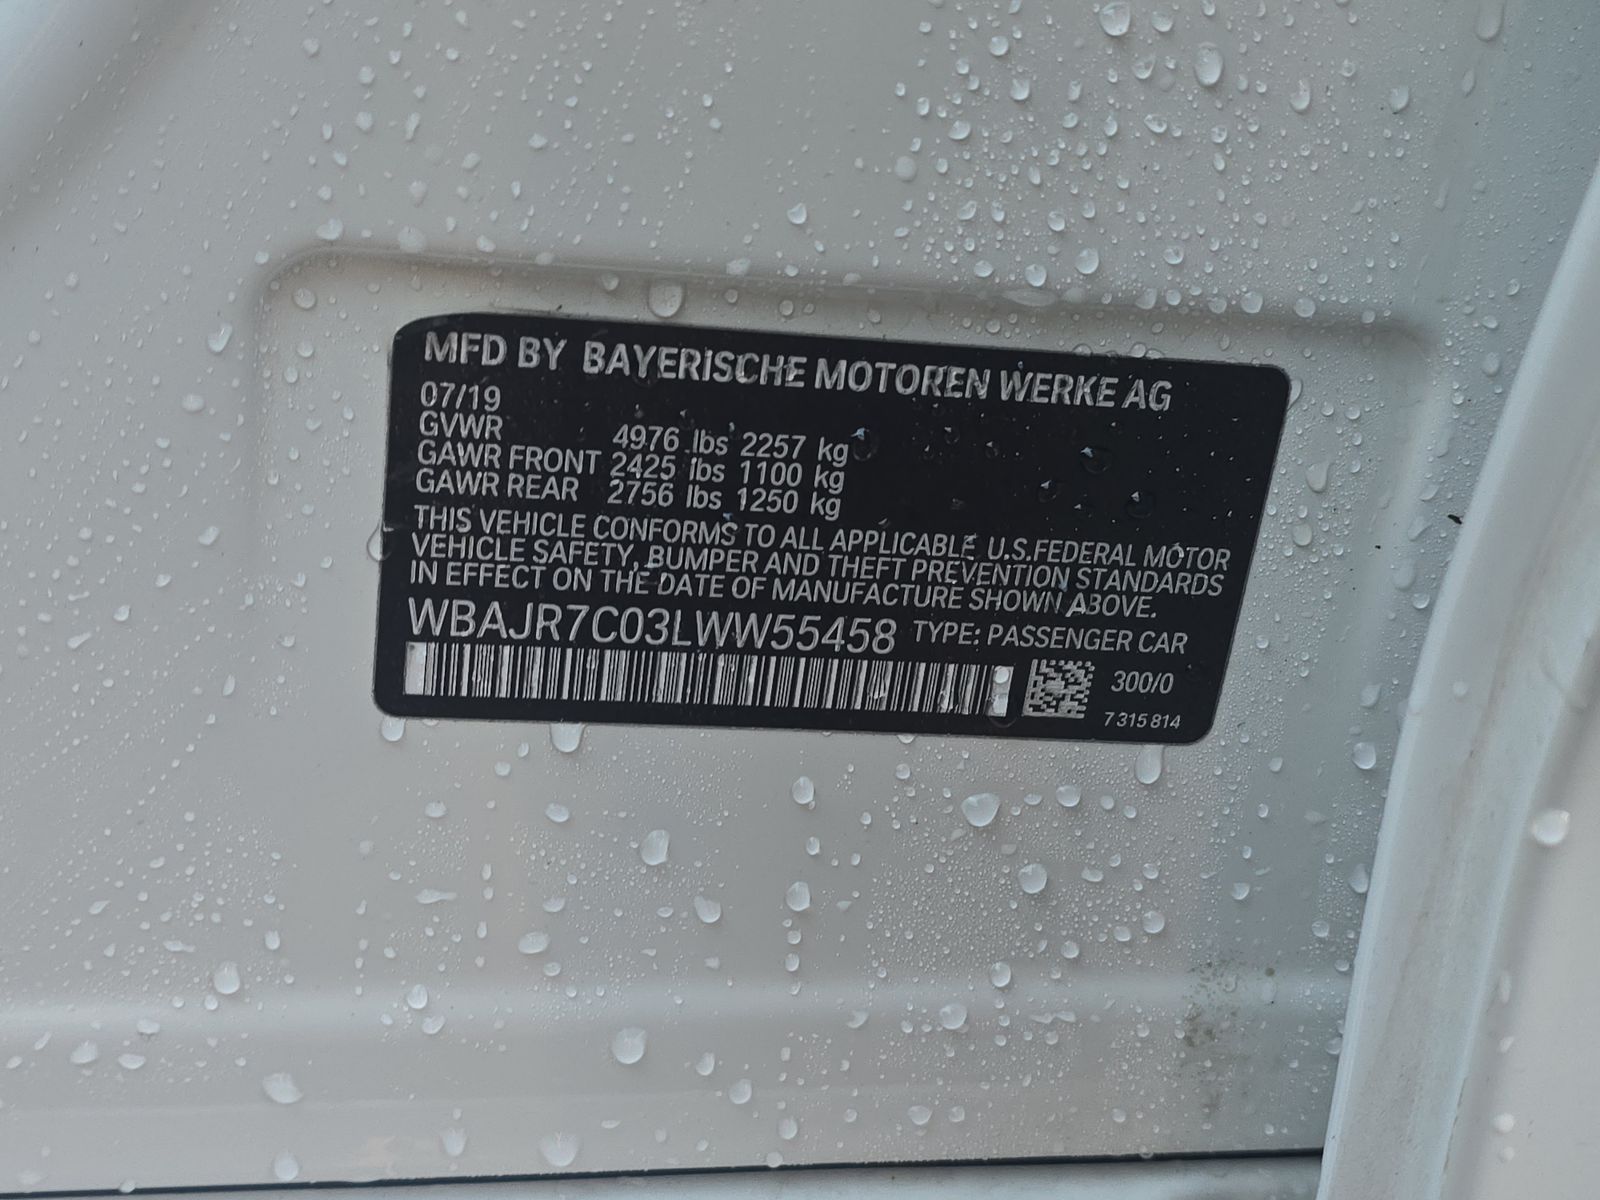 MFD BY BAYERISCHE MOTOREN WERKE AG
07/19
GVWR 4976 lbs 2257 kg
GAWR FRONT 2425 lbs 1100 kg
GAWR REAR 2756 lbs 1250 kg
THIS VEHICLE CONFORMS TO ALL APPLICABLE U.S.FEDERAL MOTOR
VEHICLE SAFETY, BUMPER AND THEFT PREVENTION STANDARDS
IN EFFECT ON THE DATE OF MANUFACTURE SHOWN ABOVE.
WBAJR7C03LWW55458 TYPE: PASSENGER CAR
300/0
7 315 814